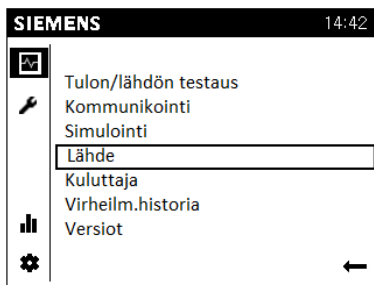 SIEMENS 14:42
Tulon/lähdön testaus
Kommunikointi
Simulointi
Lähde
Kuluttaja
Virheilm.historia
Versiot